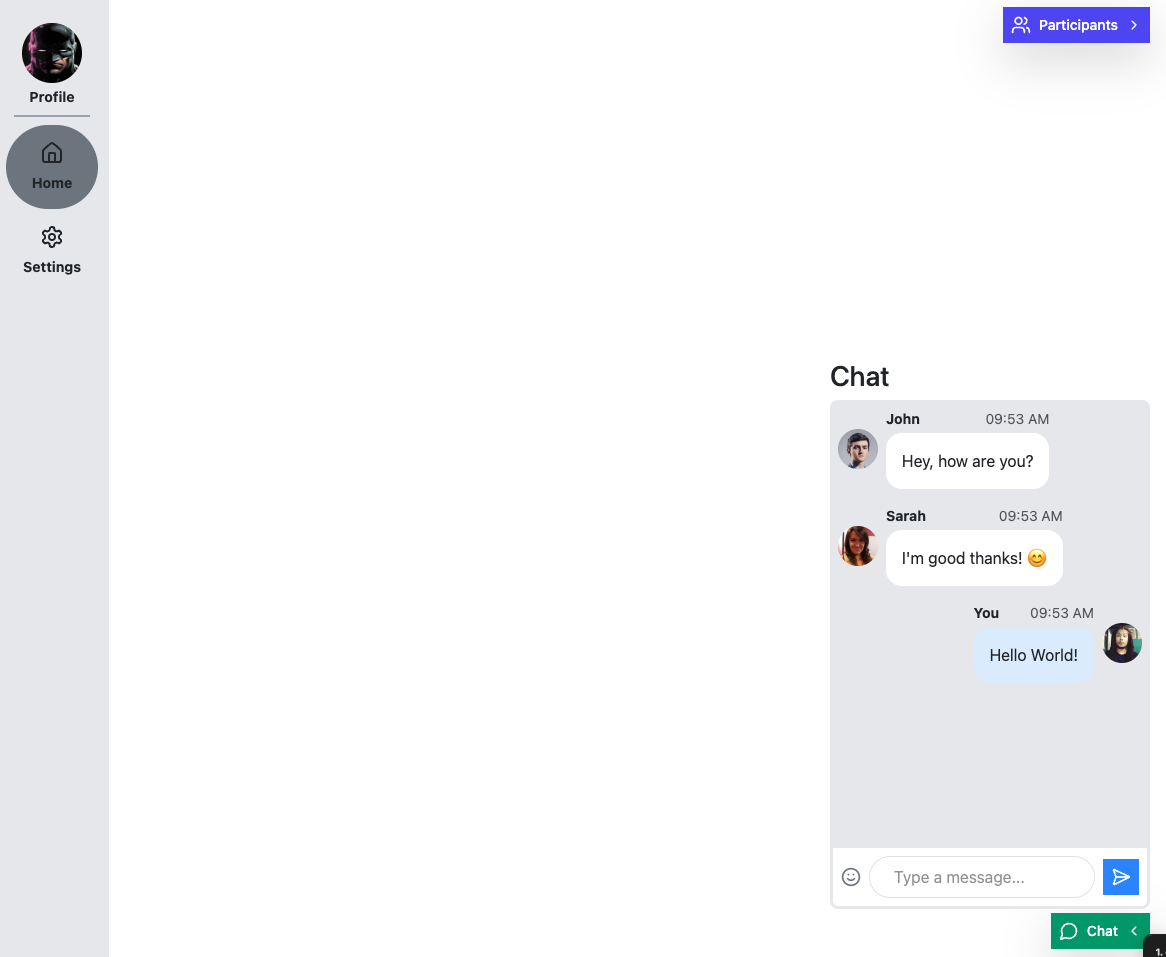 Participants
Profile
Home
Settings
Chat
John 09:53 AM
Hey, how are you?
Sarah 09:53 AM
I'm good thanks! 😊
You 09:53 AM
Hello World!
Type a message...
Chat
1.